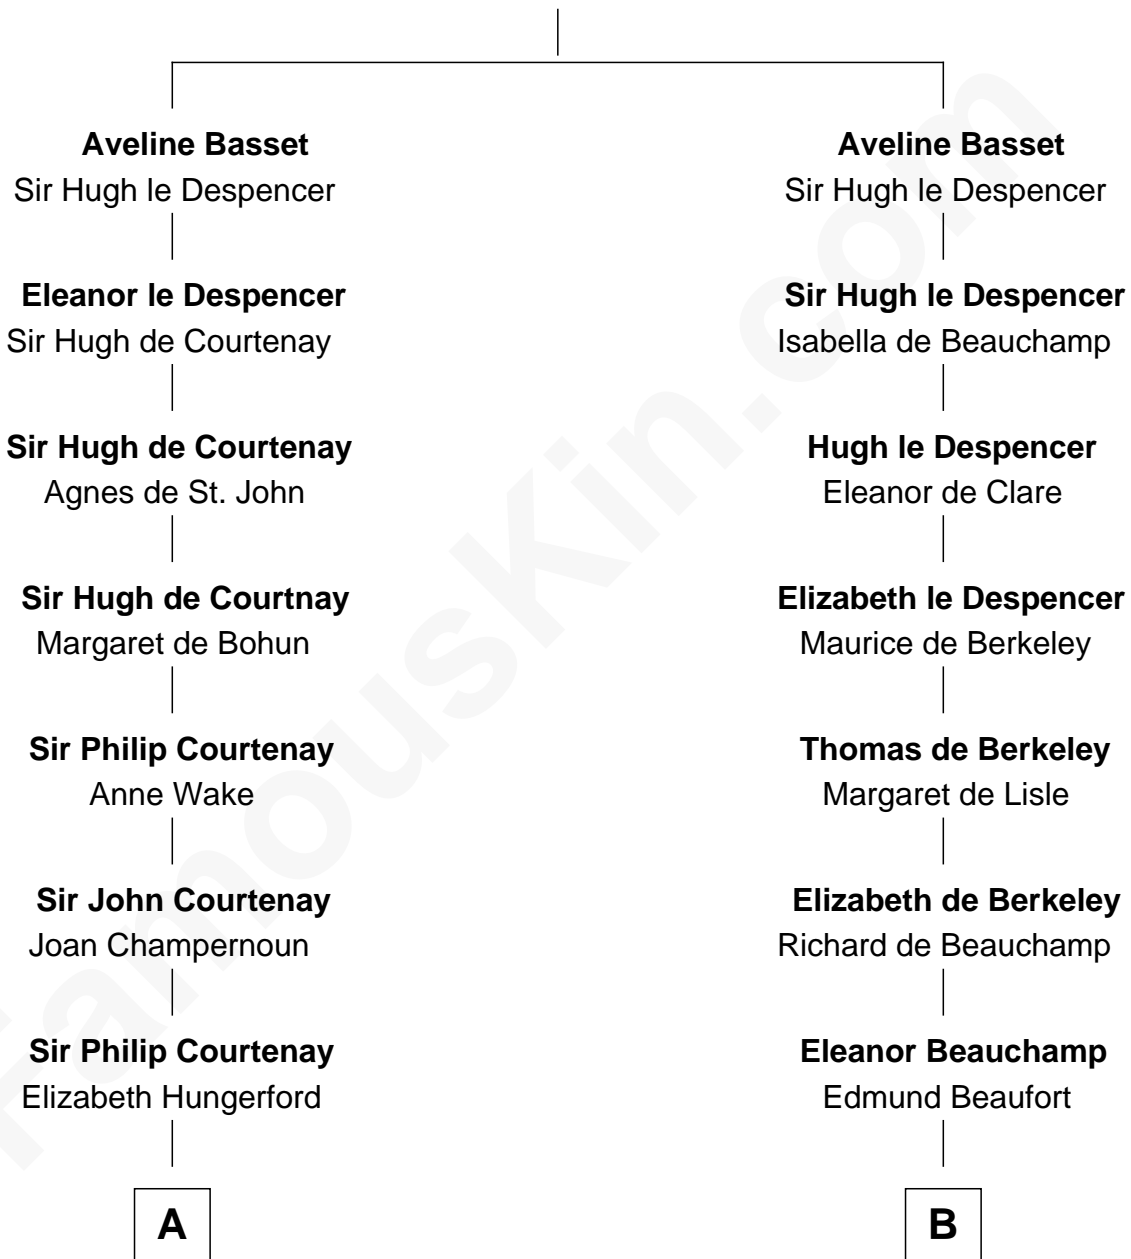 Aveline Basset
Sir Hugh le Despencer
Eleanor le Despencer
Sir Hugh de Courtenay
Sir Hugh de Courtenay
Agnes de St. John
Sir Hugh de Courtnay
Margaret de Bohun
Sir Philip Courtenay
Anne Wake
Sir John Courtenay
Joan Champernoun
Sir Philip Courtenay
Elizabeth Hungerford
A
Aveline Basset
Sir Hugh le Despencer
Sir Hugh le Despencer
Isabella de Beauchamp
Hugh le Despencer
Eleanor de Clare
Elizabeth le Despencer
Maurice de Berkeley
Thomas de Berkeley
Margaret de Lisle
Elizabeth de Berkeley
Richard de Beauchamp
Eleanor Beauchamp
Edmund Beaufort
B
FamousKin.com